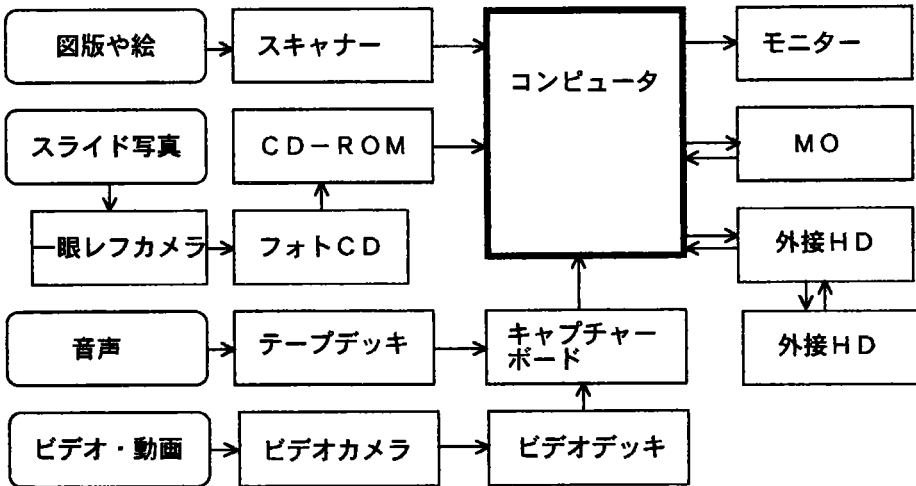 図版や絵
スキャナー
コンピュータ
モニター
スライド写真
ＣＤ－ＲＯＭ
ＭＯ
一眼レフカメラ
フォトＣＤ
外接ＨＤ
音声
テープデッキ
キャプチャー
ボード
外接ＨＤ
ビデオ・動画
ビデオカメラ
ビデオデッキ